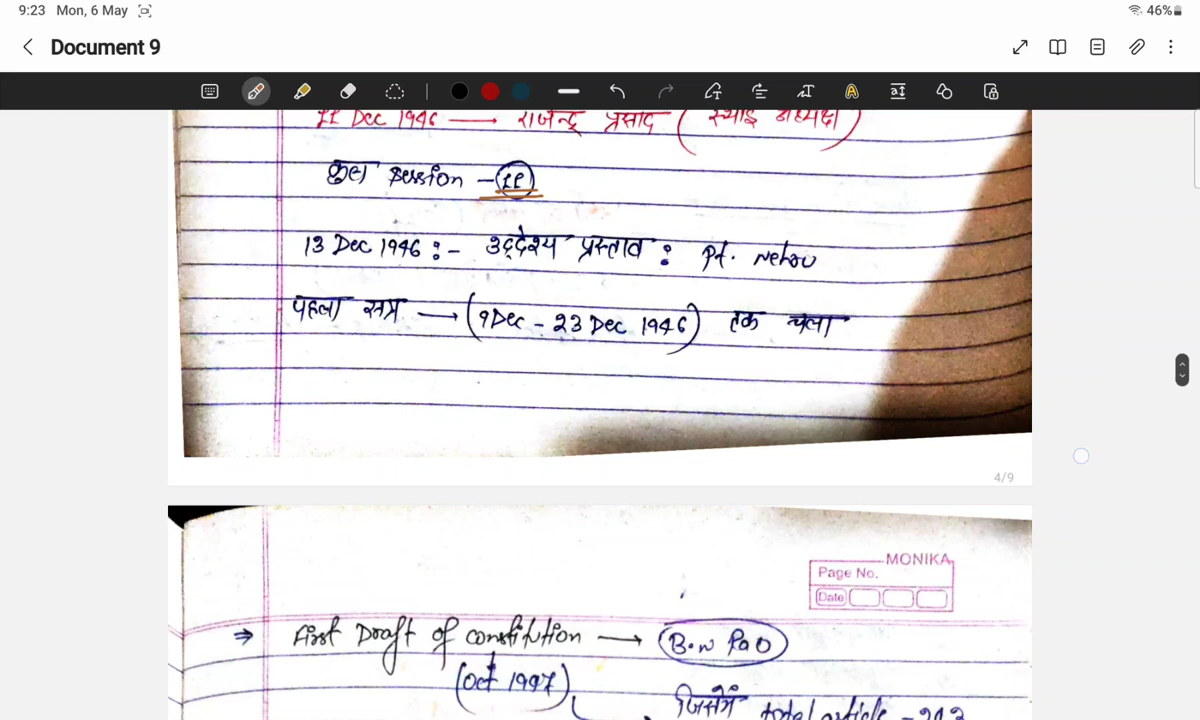 9:23 Mon, 6 May 46%
Document 9
11 Dec 1946 → राजेन्द्र प्रसाद (स्थाई अध्यक्ष)
कुल session - 11
13 Dec 1946 :- उद्देश्य प्रस्ताव : Pt. Nehru
पहला सत्र → (9 Dec - 23 Dec 1946) तक चला
4/9
MONIKA
Page No.
Date
⇒ First Draft of constitution → B.N Rao
(Oct 1947)
जिसमें total article - 243